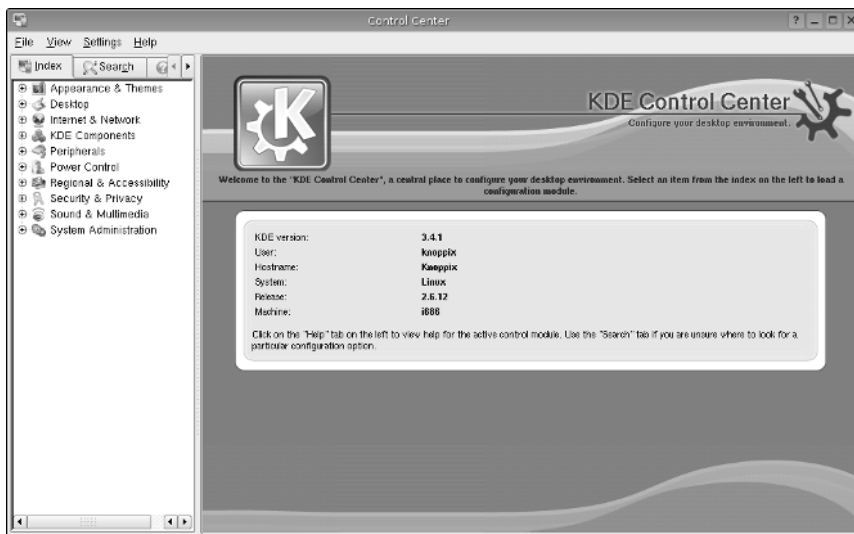 Control Center
File View Settings Help
Index Search
Appearance & Themes
Desktop
Internet & Network
KDE Components
Peripherals
Power Control
Regional & Accessibility
Security & Privacy
Sound & Multimedia
System Administration
KDE Control Center
Configure your desktop environment.
Welcome to the "KDE Control Center", a central place to configure your desktop environment. Select an item from the index on the left to load a
configuration module.
KDE version: 3.4.1
User: knoppix
Hostname: Knoppix
System: Linux
Release: 2.6.12
Machine: i686
Click on the "Help" tab on the left to view help for the active control module. Use the "Search" tab if you are unsure where to look for a
particular configuration option.